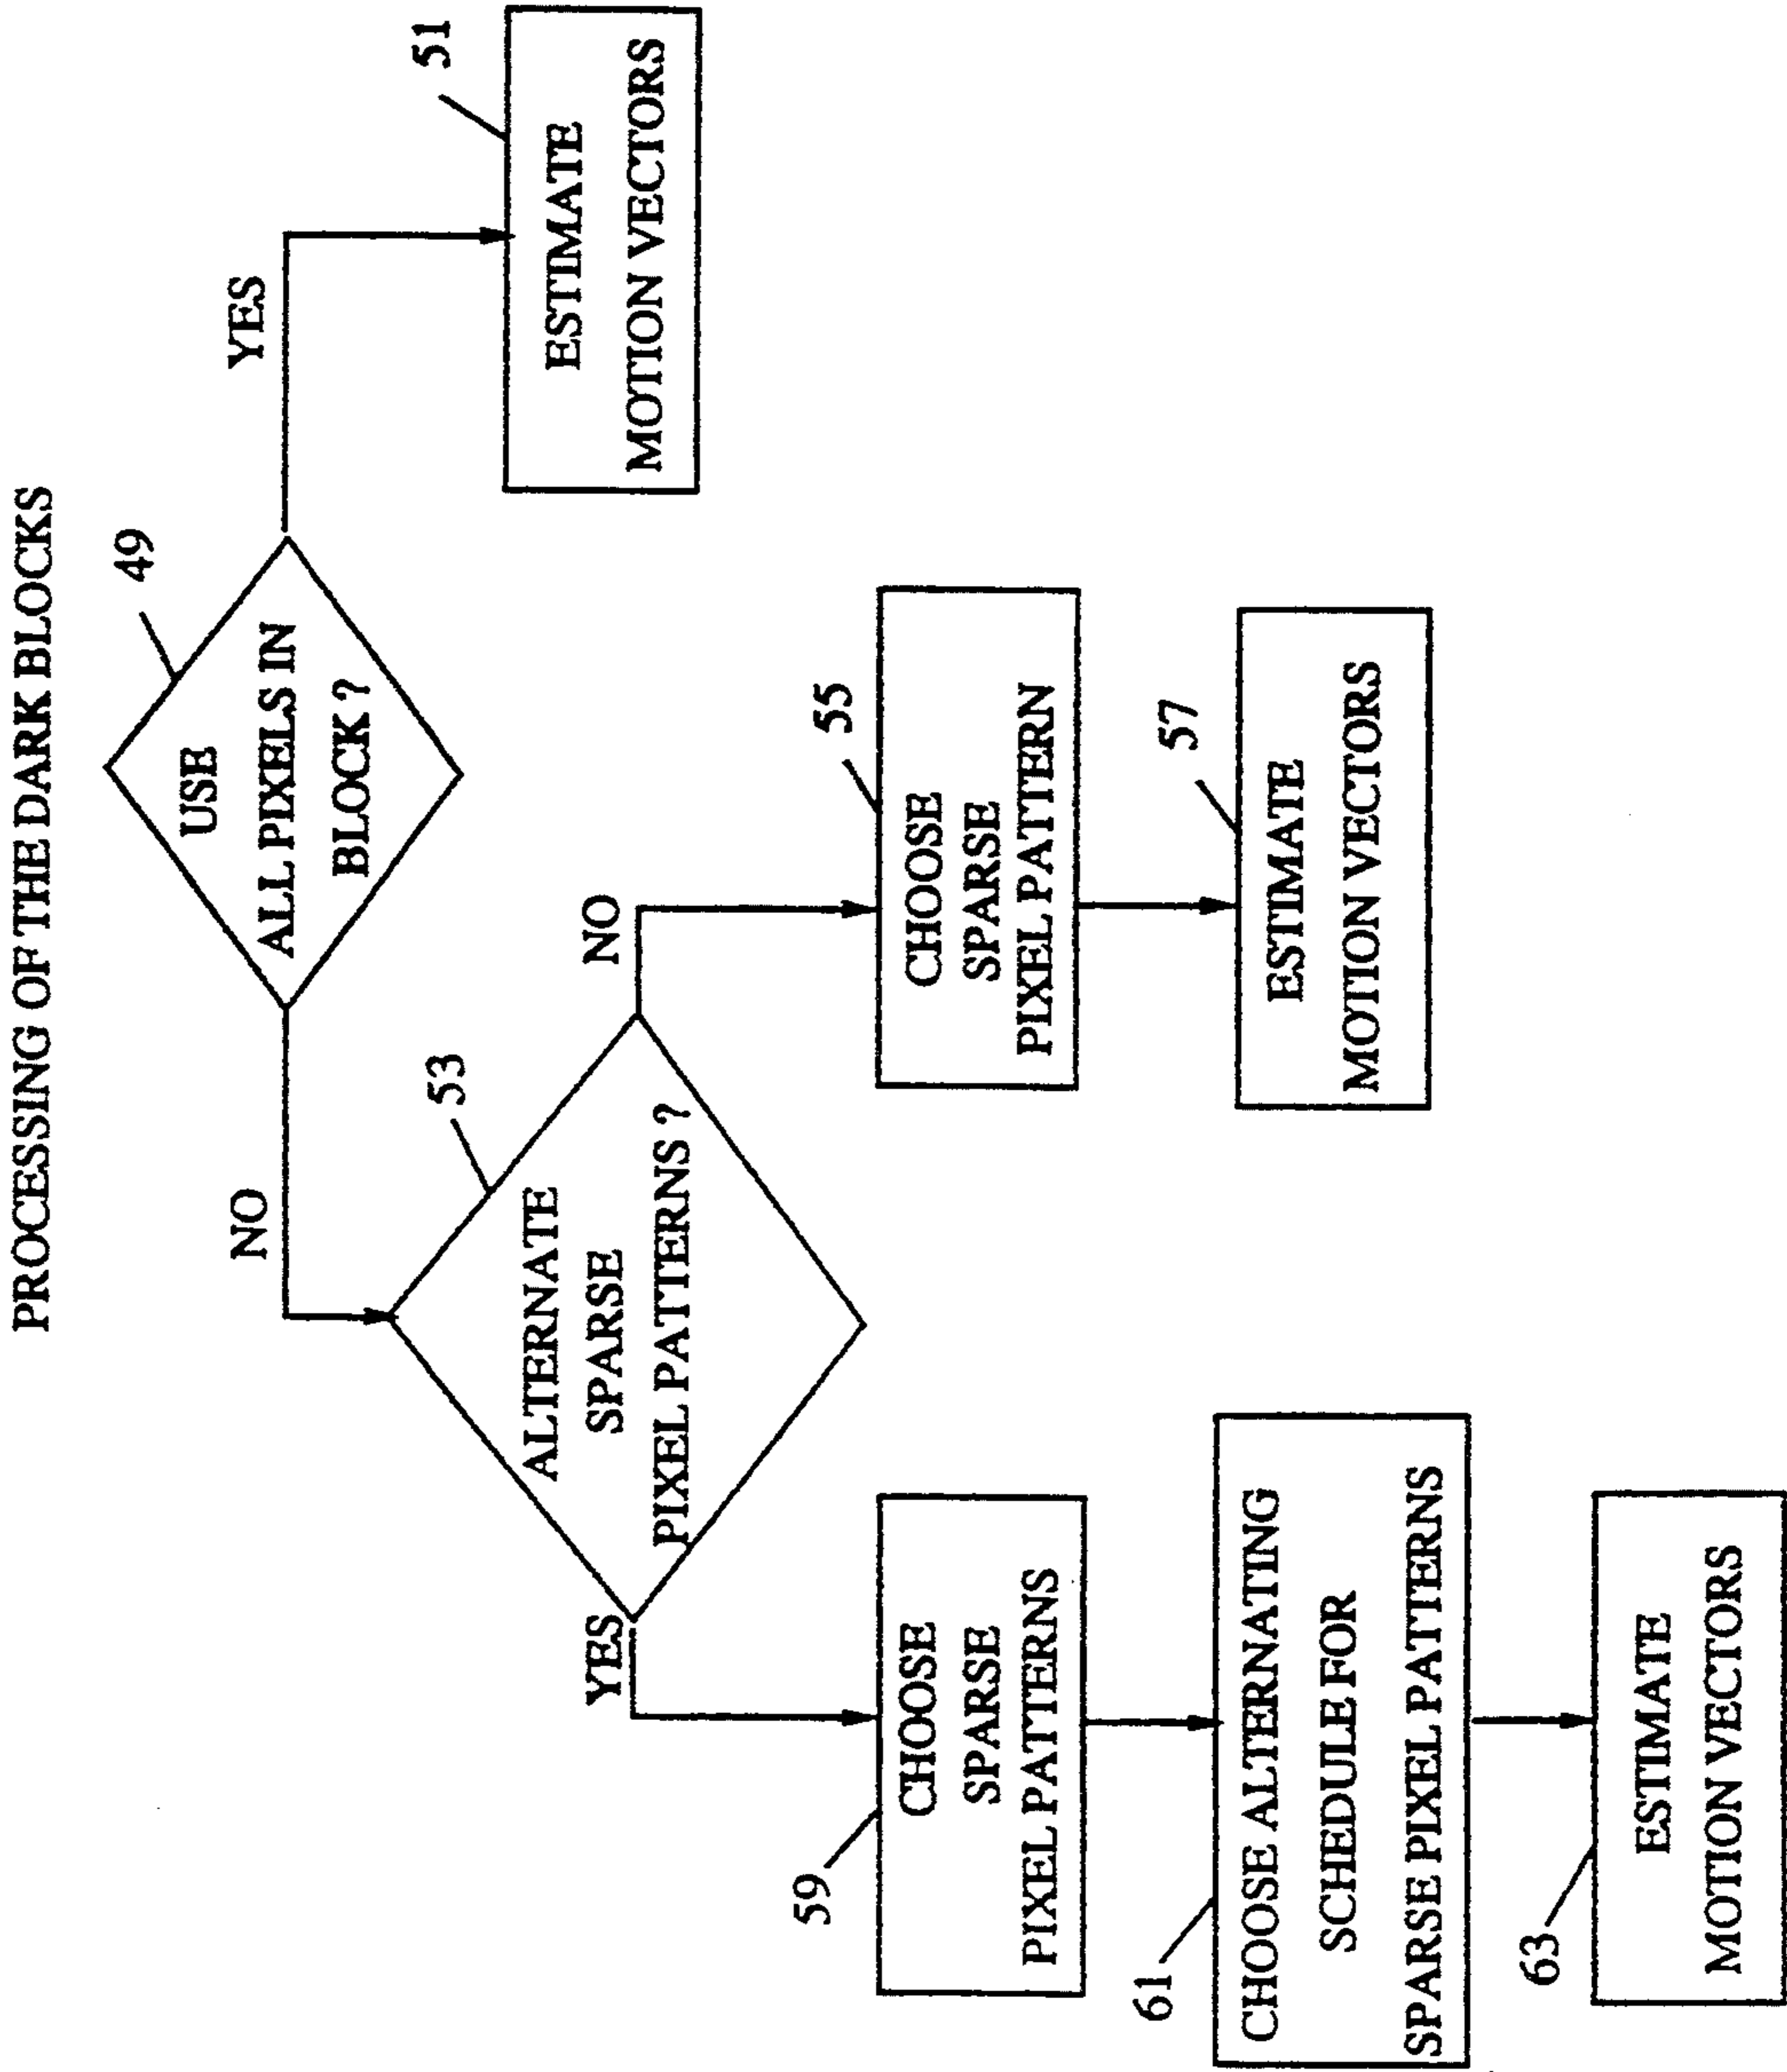 PROCESSING OF THE DARK BLOCKS
49
USE
ALL PIXELS IN
BLOCK ?
NO
YES
51
ESTIMATE
MOTION VECTORS
53
ALTERNATE
SPARSE
PIXEL PATTERNS ?
YES
NO
55
CHOOSE
SPARSE
PIXEL PATTERN
57
ESTIMATE
MOTION VECTORS
59
CHOOSE
SPARSE
PIXEL PATTERNS
61
CHOOSE ALTERNATING
SCHEDULE FOR
SPARSE PIXEL PATTERNS
63
ESTIMATE
MOTION VECTORS